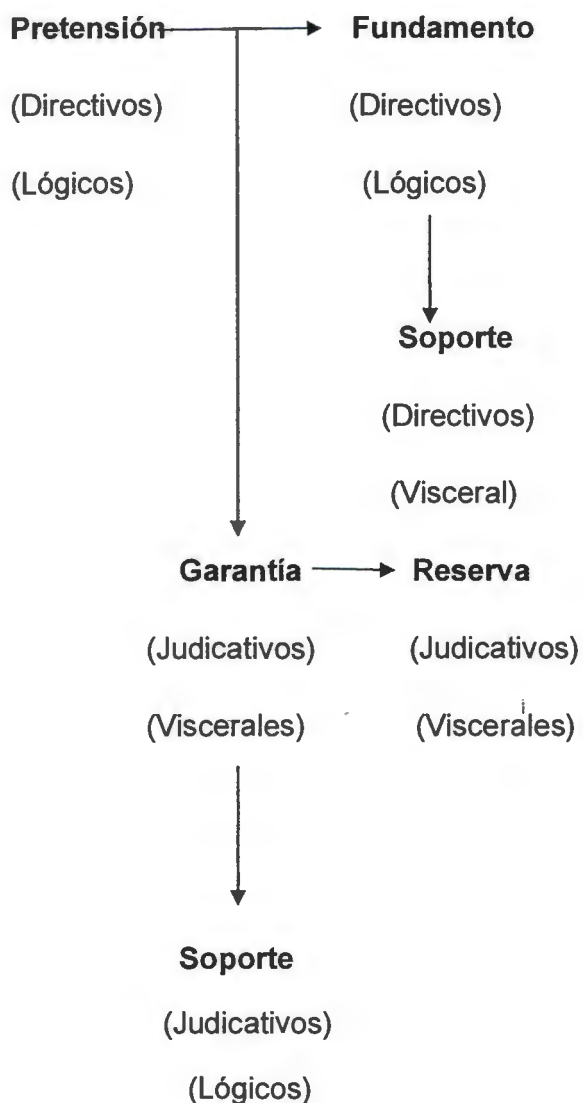 Pretensión Fundamento
(Directivos) (Directivos)
(Lógicos) (Lógicos)
Soporte
(Directivos)
(Visceral)
Garantía Reserva
(Judicativos) (Judicativos)
(Viscerales) (Viscerales)
Soporte
(Judicativos)
(Lógicos)